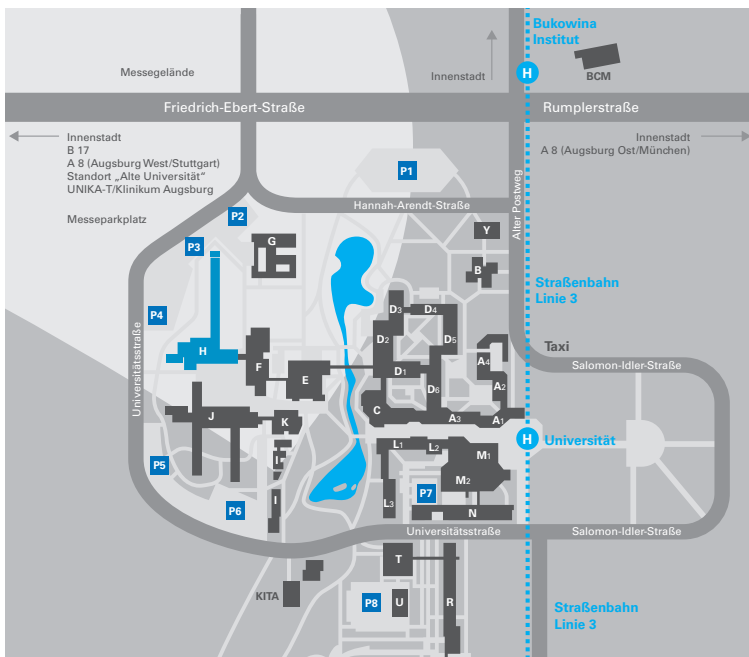 Bukowina
Institut
Messegelände
Innenstadt
H
BCM
Friedrich-Ebert-Straße
Rumplerstraße
Innenstadt
B 17
A 8 (Augsburg West/Stuttgart)
Standort „Alte Universität“
UNIKA-T/Klinikum Augsburg
Messeparkplatz
Innenstadt
A 8 (Augsburg Ost/München)
P1
Hannah-Arendt-Straße
Alter Postweg
P2
P3
G
Y
B
Straßenbahn
Linie 3
P4
D3
D4
H
F
D2
D5
Taxi
A4
Salomon-Idler-Straße
E
D1
A2
D6
Universitätsstraße
J
K
C
A3
A1
H
Universität
L1
L2
M1
I
P5
M2
P7
I
L3
P6
N
Universitätsstraße
Salomon-Idler-Straße
T
KITA
P8
U
R
Straßenbahn
Linie 3